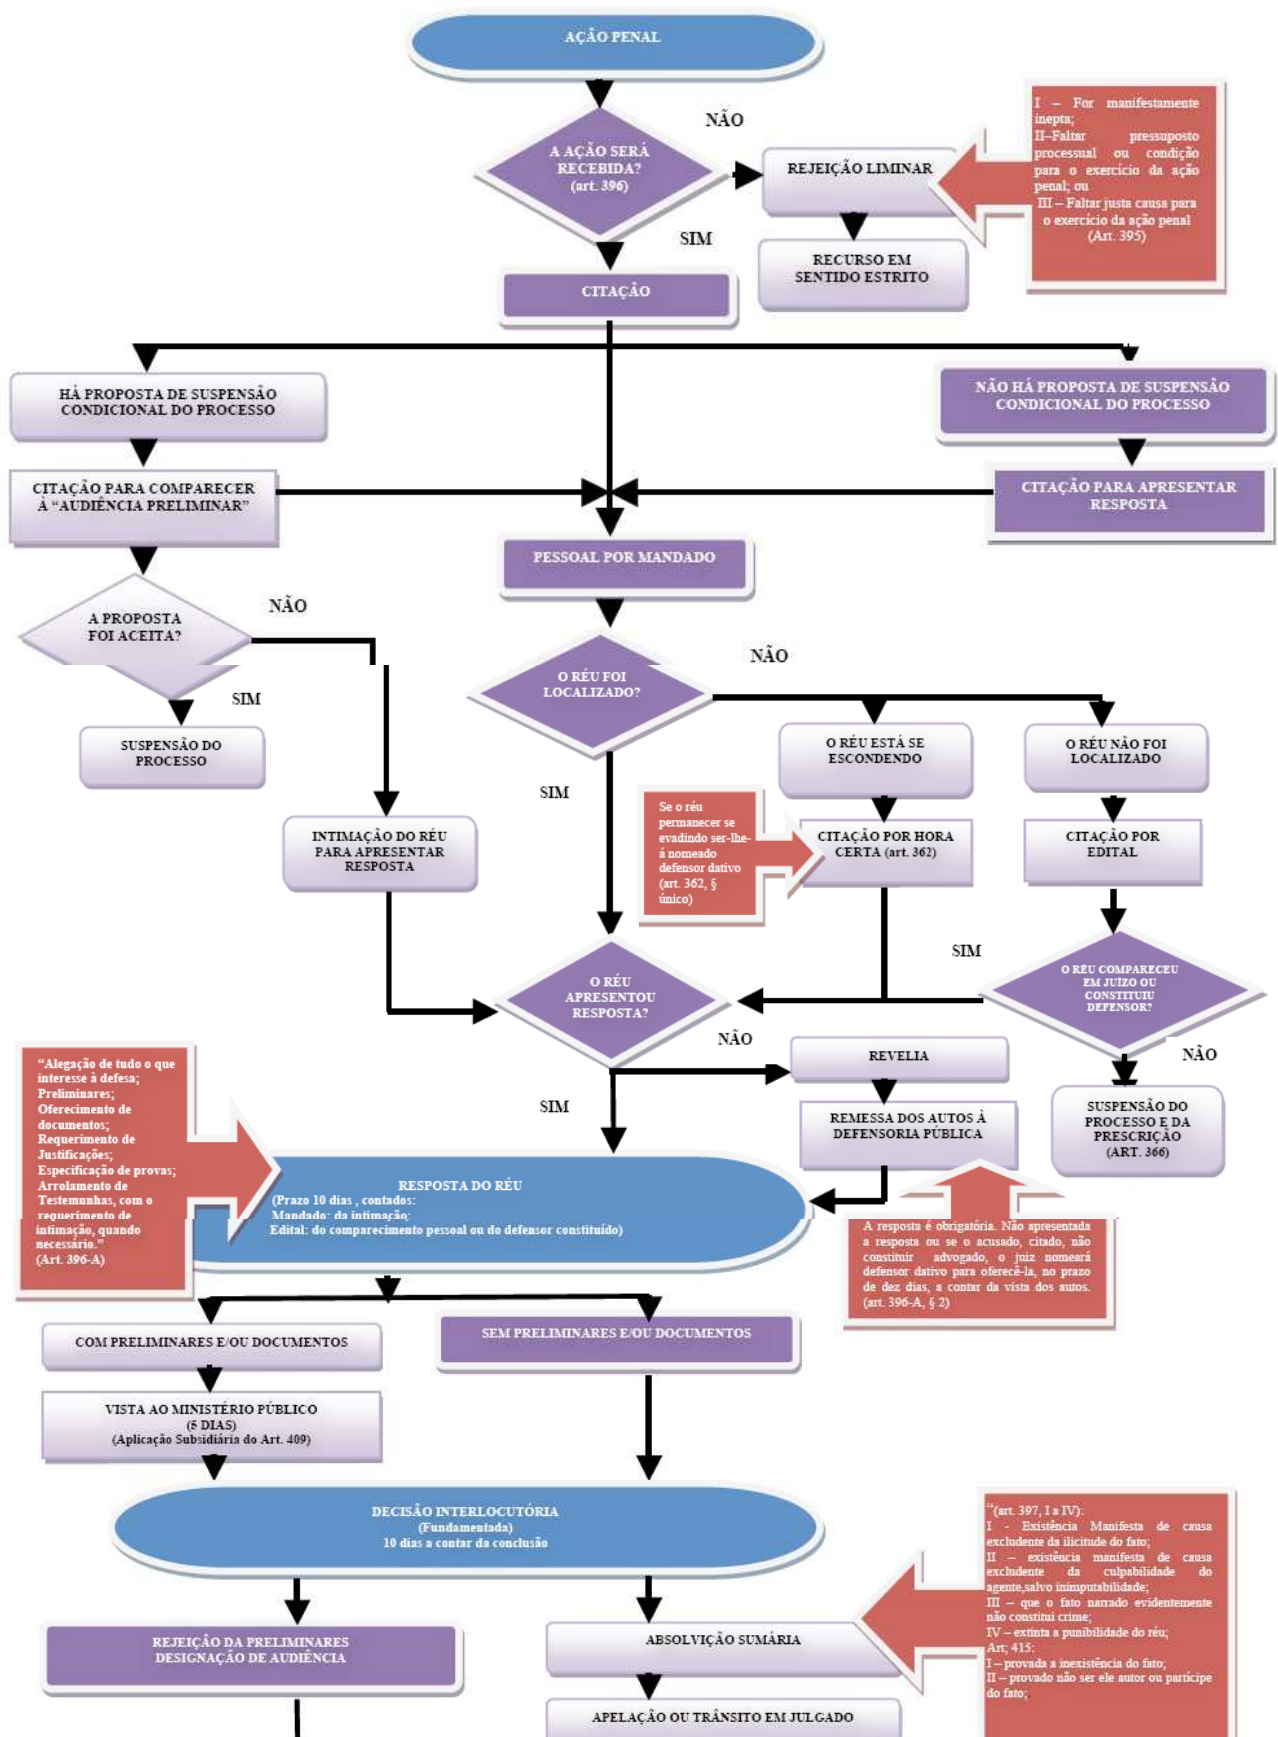 AÇÃO PENAL
NÃO
A AÇÃO SERÁ
RECEBIDA?
(art. 396)
REJEIÇÃO LIMINAR
I – For manifestamente
inepta;
II–Faltar pressuposto
processual ou condição
para o exercício da ação
penal; ou
III – Faltar justa causa para
o exercício da ação penal
(Art. 395)
SIM
RECURSO EM
SENTIDO ESTRITO
CITAÇÃO
HÁ PROPOSTA DE SUSPENSÃO
CONDICIONAL DO PROCESSO
NÃO HÁ PROPOSTA DE SUSPENSÃO
CONDICIONAL DO PROCESSO
CITAÇÃO PARA COMPARECER
À “AUDIÊNCIA PRELIMINAR”
CITAÇÃO PARA APRESENTAR
RESPOSTA
PESSOAL POR MANDADO
A PROPOSTA
FOI ACEITA?
NÃO
SIM
SUSPENSÃO DO
PROCESSO
O RÉU FOI
LOCALIZADO?
NÃO
O RÉU ESTÁ SE
ESCONDENDO
O RÉU NÃO FOI
LOCALIZADO
SIM
INTIMAÇÃO DO RÉU
PARA APRESENTAR
RESPOSTA
Se o réu
permanecer se
evadindo ser-lhe-
á nomeado
defensor dativo
(art. 362, §
único)
CITAÇÃO POR HORA
CERTA (art. 362)
CITAÇÃO POR
EDITAL
SIM
O RÉU
APRESENTOU
RESPOSTA?
O RÉU COMPARECEU
EM JUÍZO OU
CONSTITUIU
DEFENSOR?
NÃO
NÃO
REVELIA
“Alegação de tudo o que
interesse à defesa;
Preliminares;
Oferecimento de
documentos;
Requerimento de
Justificações;
Especificação de provas;
Arrolamento de
Testemunhas, com o
requerimento de
intimação, quando
necessário.”
(Art. 396-A)
SIM
REMESSA DOS AUTOS À
DEFENSORIA PÚBLICA
SUSPENSÃO DO
PROCESSO E DA
PRESCRIÇÃO
(ART. 366)
RESPOSTA DO RÉU
(Prazo 10 dias , contados:
Mandado: da intimação;
Edital: do comparecimento pessoal ou do defensor constituído)
A resposta é obrigatória. Não apresentada
a resposta ou se o acusado, citado, não
constituir advogado, o juiz nomeará
defensor dativo para oferecê-la, no prazo
de dez dias, a contar da vista dos autos.
(art. 396-A, § 2)
COM PRELIMINARES E/OU DOCUMENTOS
SEM PRELIMINARES E/OU DOCUMENTOS
VISTA AO MINISTÉRIO PÚBLICO
(5 DIAS)
(Aplicação Subsidiária do Art. 409)
DECISÃO INTERLOCUTÓRIA
(Fundamentada)
10 dias a contar da conclusão
“(art. 397, I a IV):
I - Existência Manifesta de causa
excludente da ilicitude do fato;
II – existência manifesta de causa
excludente da culpabilidade do
agente,salvo inimputabilidade;
III – que o fato narrado evidentemente
não constitui crime;
IV – extinta a punibilidade do réu;
Art; 415:
I – provada a inexistência do fato;
II – provado não ser ele autor ou partícipe
do fato;
REJEIÇÃO DA PRELIMINARES
DESIGNAÇÃO DE AUDIÊNCIA
ABSOLVIÇÃO SUMÁRIA
APELAÇÃO OU TRÂNSITO EM JULGADO